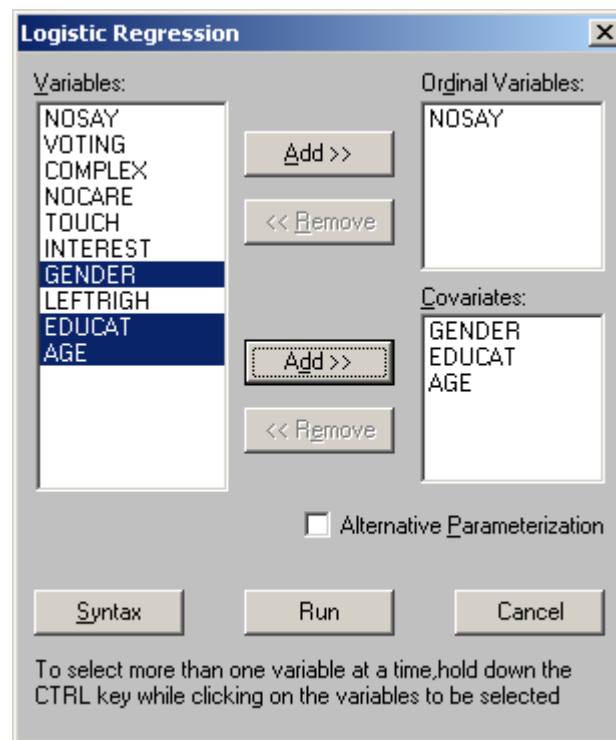 Logistic Regression
Variables:
NOSAY
VOTING
COMPLEX
NOCARE
TOUCH
INTEREST
GENDER
LEFTRIGH
EDUCAT
AGE
Add >>
<< Remove
Ordinal Variables:
NOSAY
Add >>
<< Remove
Covariates:
GENDER
EDUCAT
AGE
Alternative Parameterization
Syntax
Run
Cancel
To select more than one variable at a time,hold down the
CTRL key while clicking on the variables to be selected